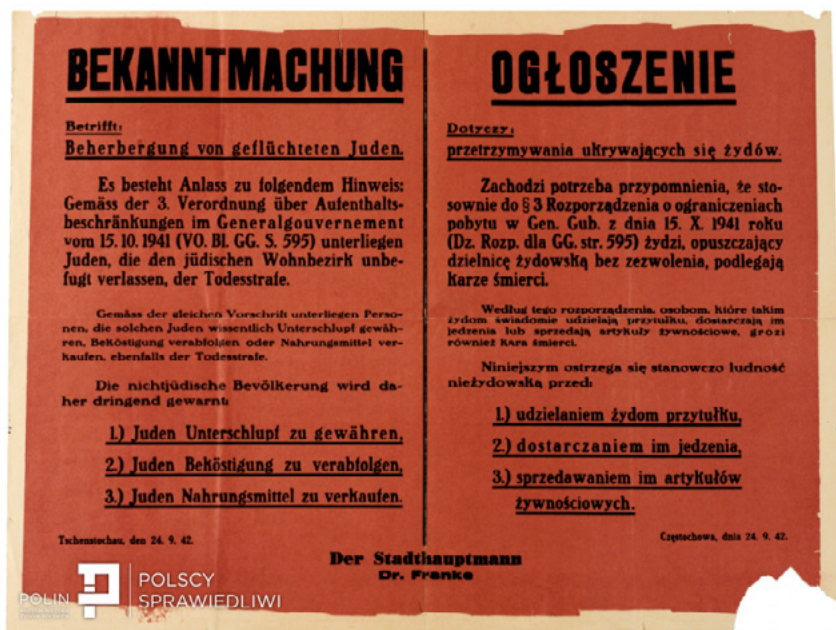 BEKANNTMACHUNG
Betrifft:
Beherbergung von geflüchteten Juden.
Es besteht Anlass zu folgendem Hinweis:
Gemäss der 3. Verordnung über Aufenthalts-
beschränkungen im Generalgouvernement
vom 15. 10. 1941 (VO. Bl. GG. S. 595) unterliegen
Juden, die den jüdischen Wohnbezirk unbe-
fugt verlassen, der Todesstrafe.
Gemäss der gleichen Vorschrift unterliegen Perso-
nen, die solchen Juden wissentlich Unterschlupf gewäh-
ren, Beköstigung verabfolgen oder Nahrungsmittel ver-
kaufen, ebenfalls der Todesstrafe.
Die nichtjüdische Bevölkerung wird da-
her dringend gewarnt:
1.) Juden Unterschlupf zu gewähren,
2.) Juden Beköstigung zu verabfolgen,
3.) Juden Nahrungsmittel zu verkaufen.
Tschenstochau, den 24. 9. 42.
OGŁOSZENIE
Dotyczy:
przetrzymywania ukrywających się żydów.
Zachodzi potrzeba przypomnienia, że sto-
sownie do § 3 Rozporządzenia o ograniczeniach
pobytu w Gen. Gub. z dnia 15. X. 1941 roku
(Dz. Rozp. dla GG. str. 595) żydzi, opuszczający
dzielnicę żydowską bez zezwolenia, podlegają
karze śmierci.
Według tego rozporządzenia, osobom, które takim
żydom świadomie udzielają przytułku, dostarczają im
jedzenia lub sprzedają artykuły żywnościowe, grozi
również kara śmierci.
Niniejszym ostrzega się stanowczo ludność
nieżydowską przed:
1.) udzielaniem żydom przytułku,
2.) dostarczaniem im jedzenia,
3.) sprzedawaniem im artykułów
żywnościowych.
Częstochowa, dnia 24. 9. 42.
Der Stadthauptmann
Dr. Franke
POLIN
POLSCY
SPRAWIEDLIWI